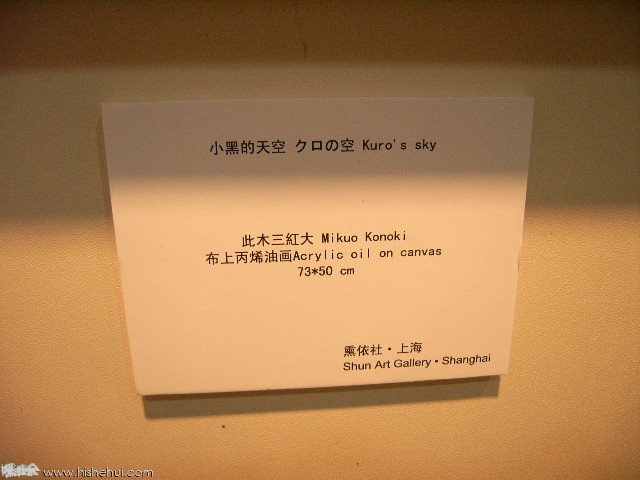 小黑的天空 クロの空 Kuro's sky
此木三紅大 Mikuo Konoki
布上丙烯油画Acrylic oil on canvas
73*50 cm
熏依社·上海
Shun Art Gallery·Shanghai
www.hishehui.com